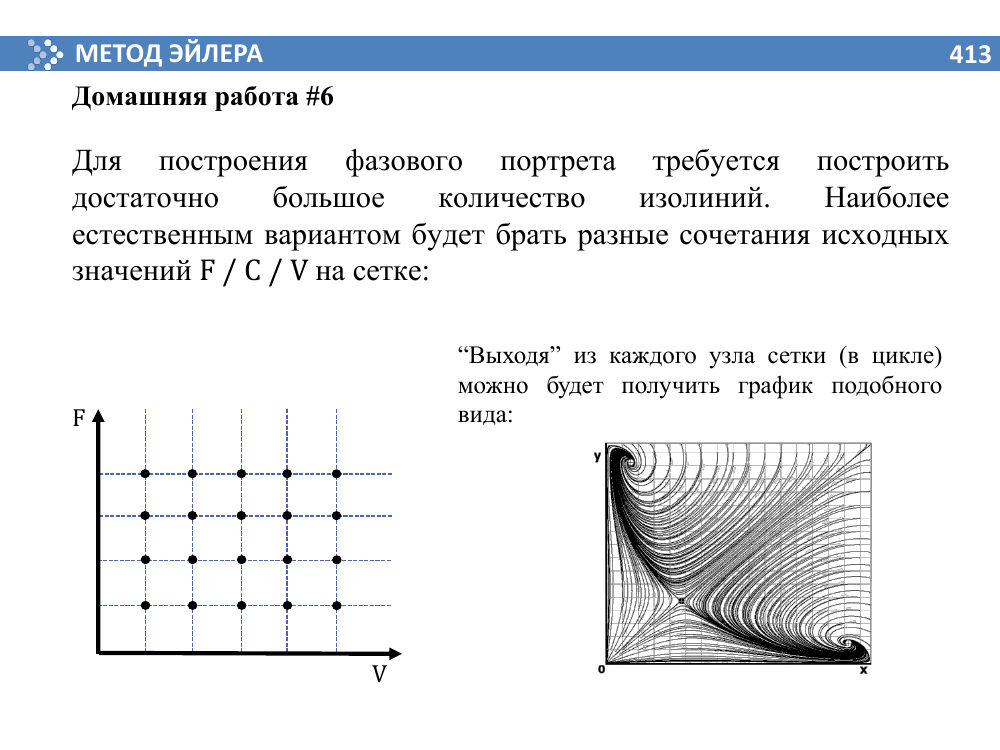 МЕТОД ЭЙЛЕРА
413
Домашняя работа #6
Для построения фазового портрета требуется построить
достаточно большое количество изолиний. Наиболее
естественным вариантом будет брать разные сочетания исходных
значений F / C / V на сетке:
“Выходя” из каждого узла сетки (в цикле)
можно будет получить график подобного
вида:
F
V
y
0
x